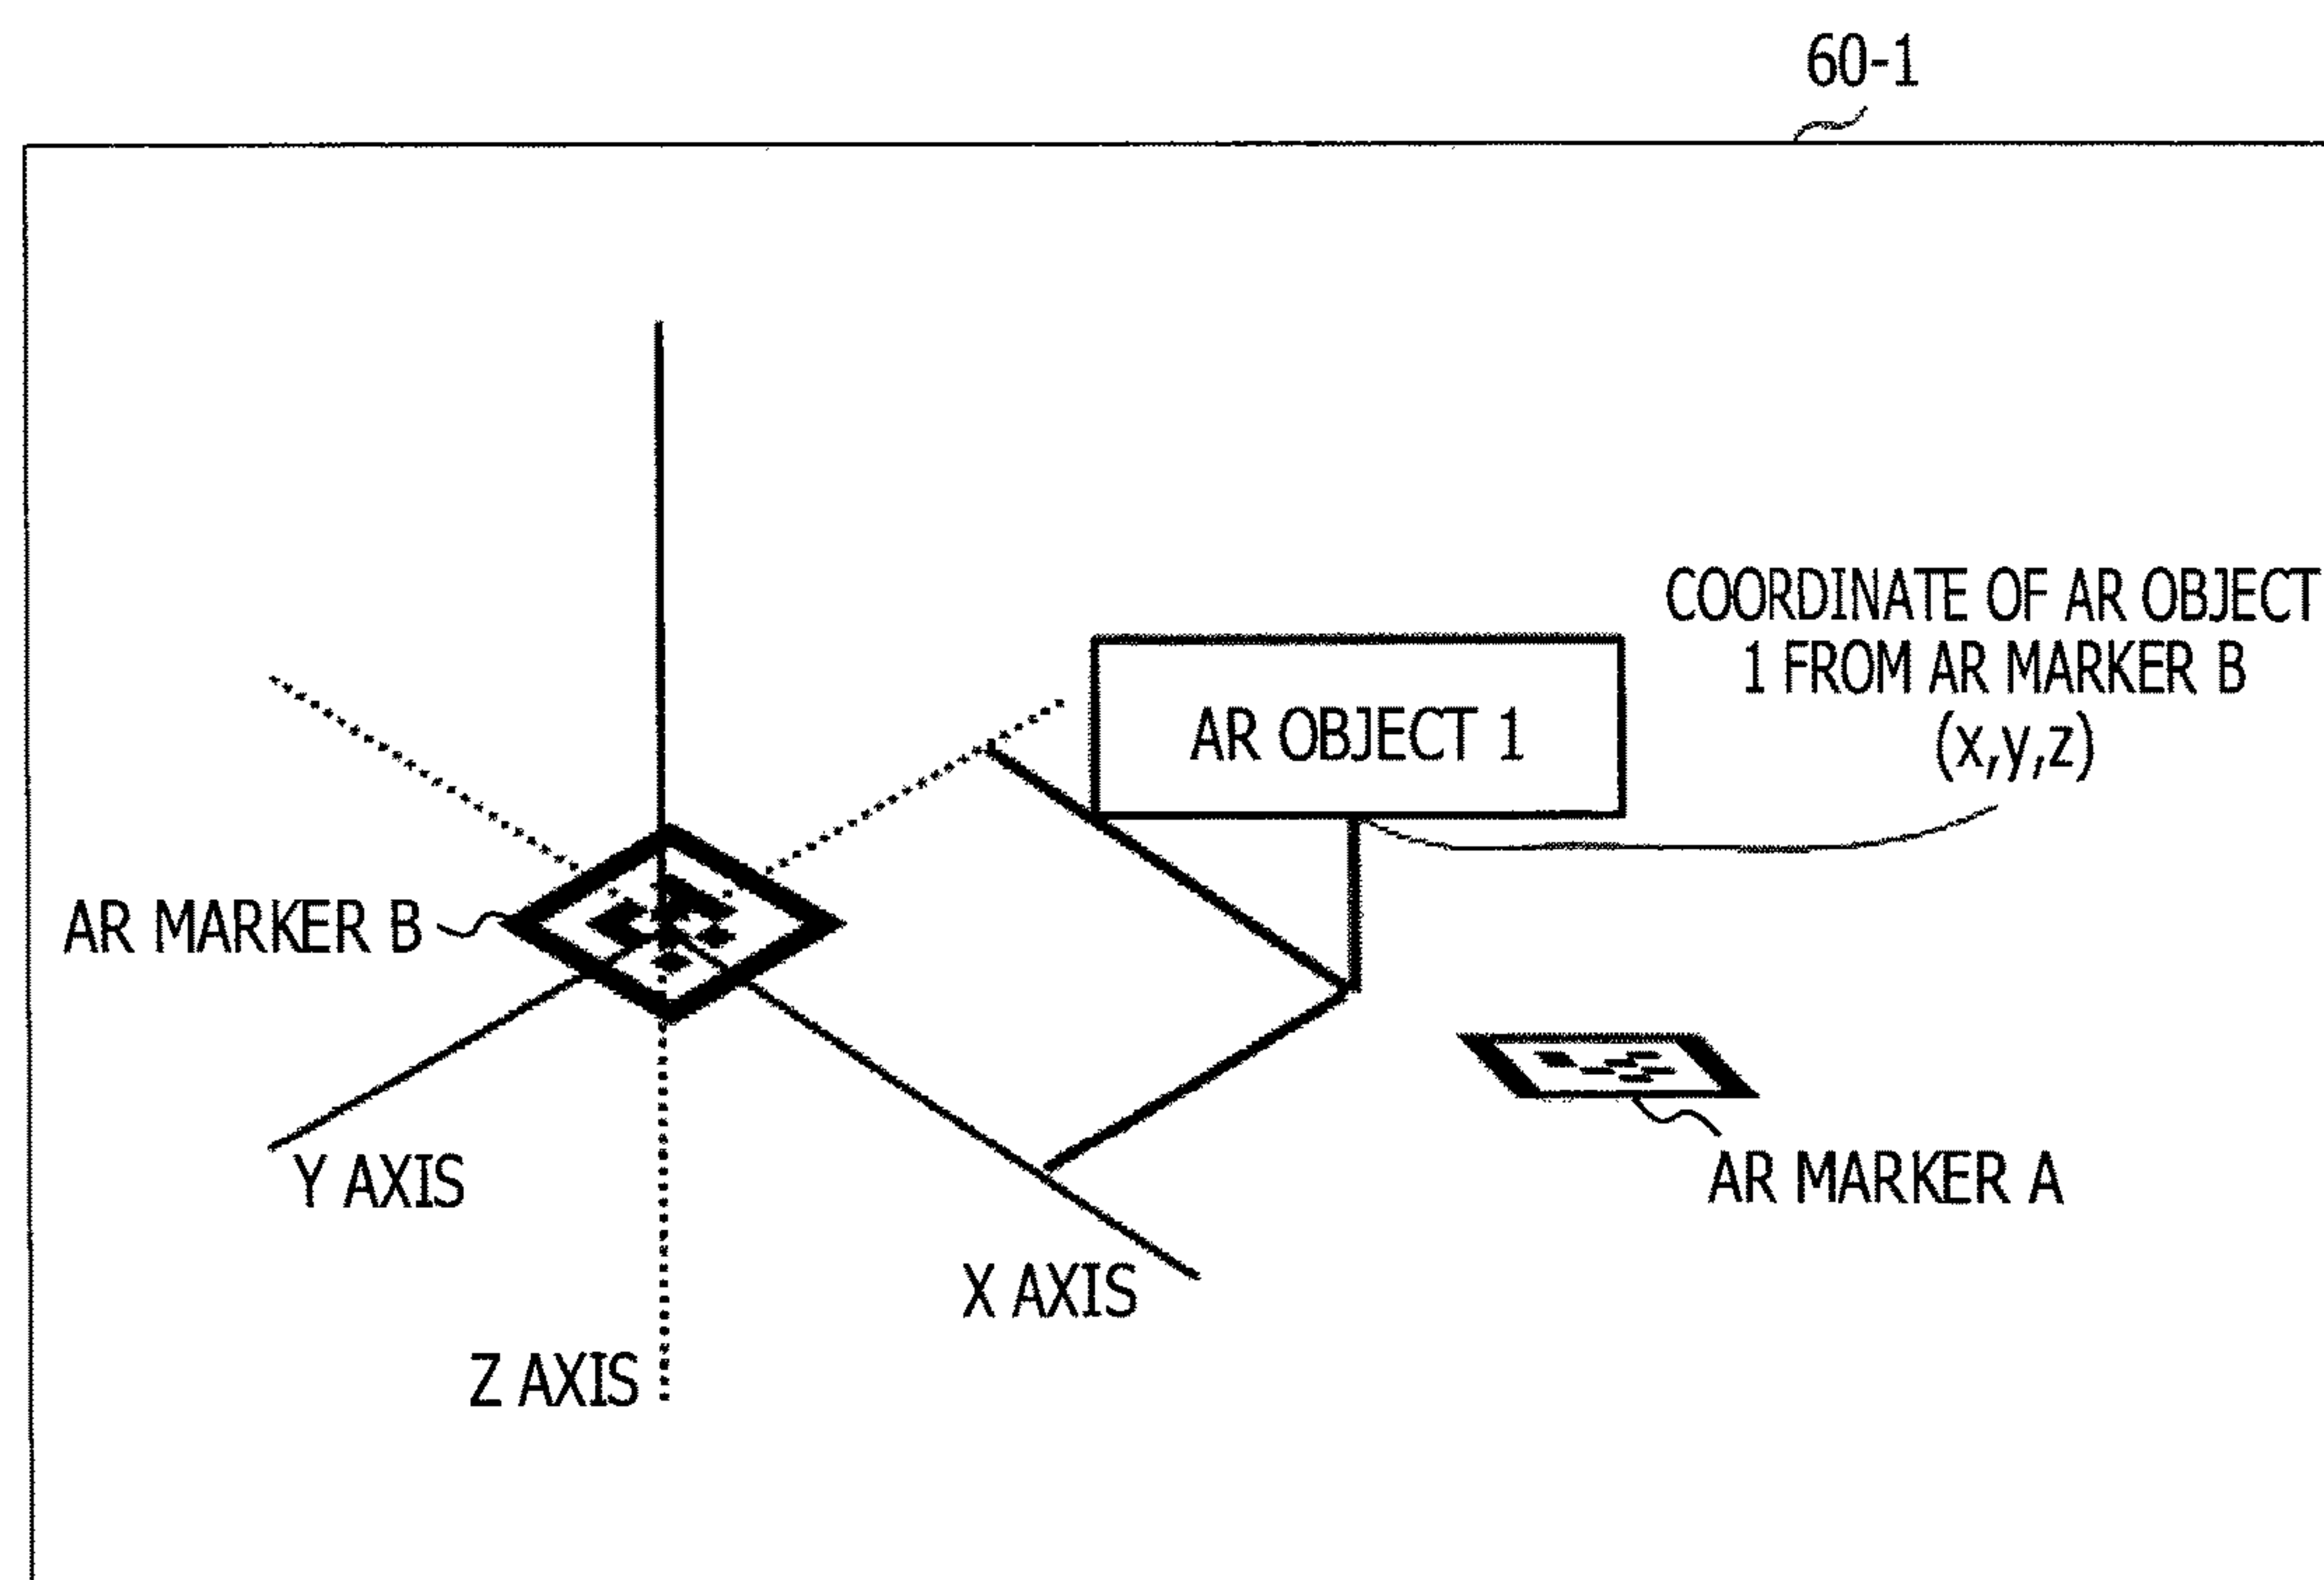 60-1
COORDINATE OF AR OBJECT
1 FROM AR MARKER B
(x,y,z)
AR OBJECT 1
AR MARKER B
AR MARKER A
Y AXIS
X AXIS
Z AXIS